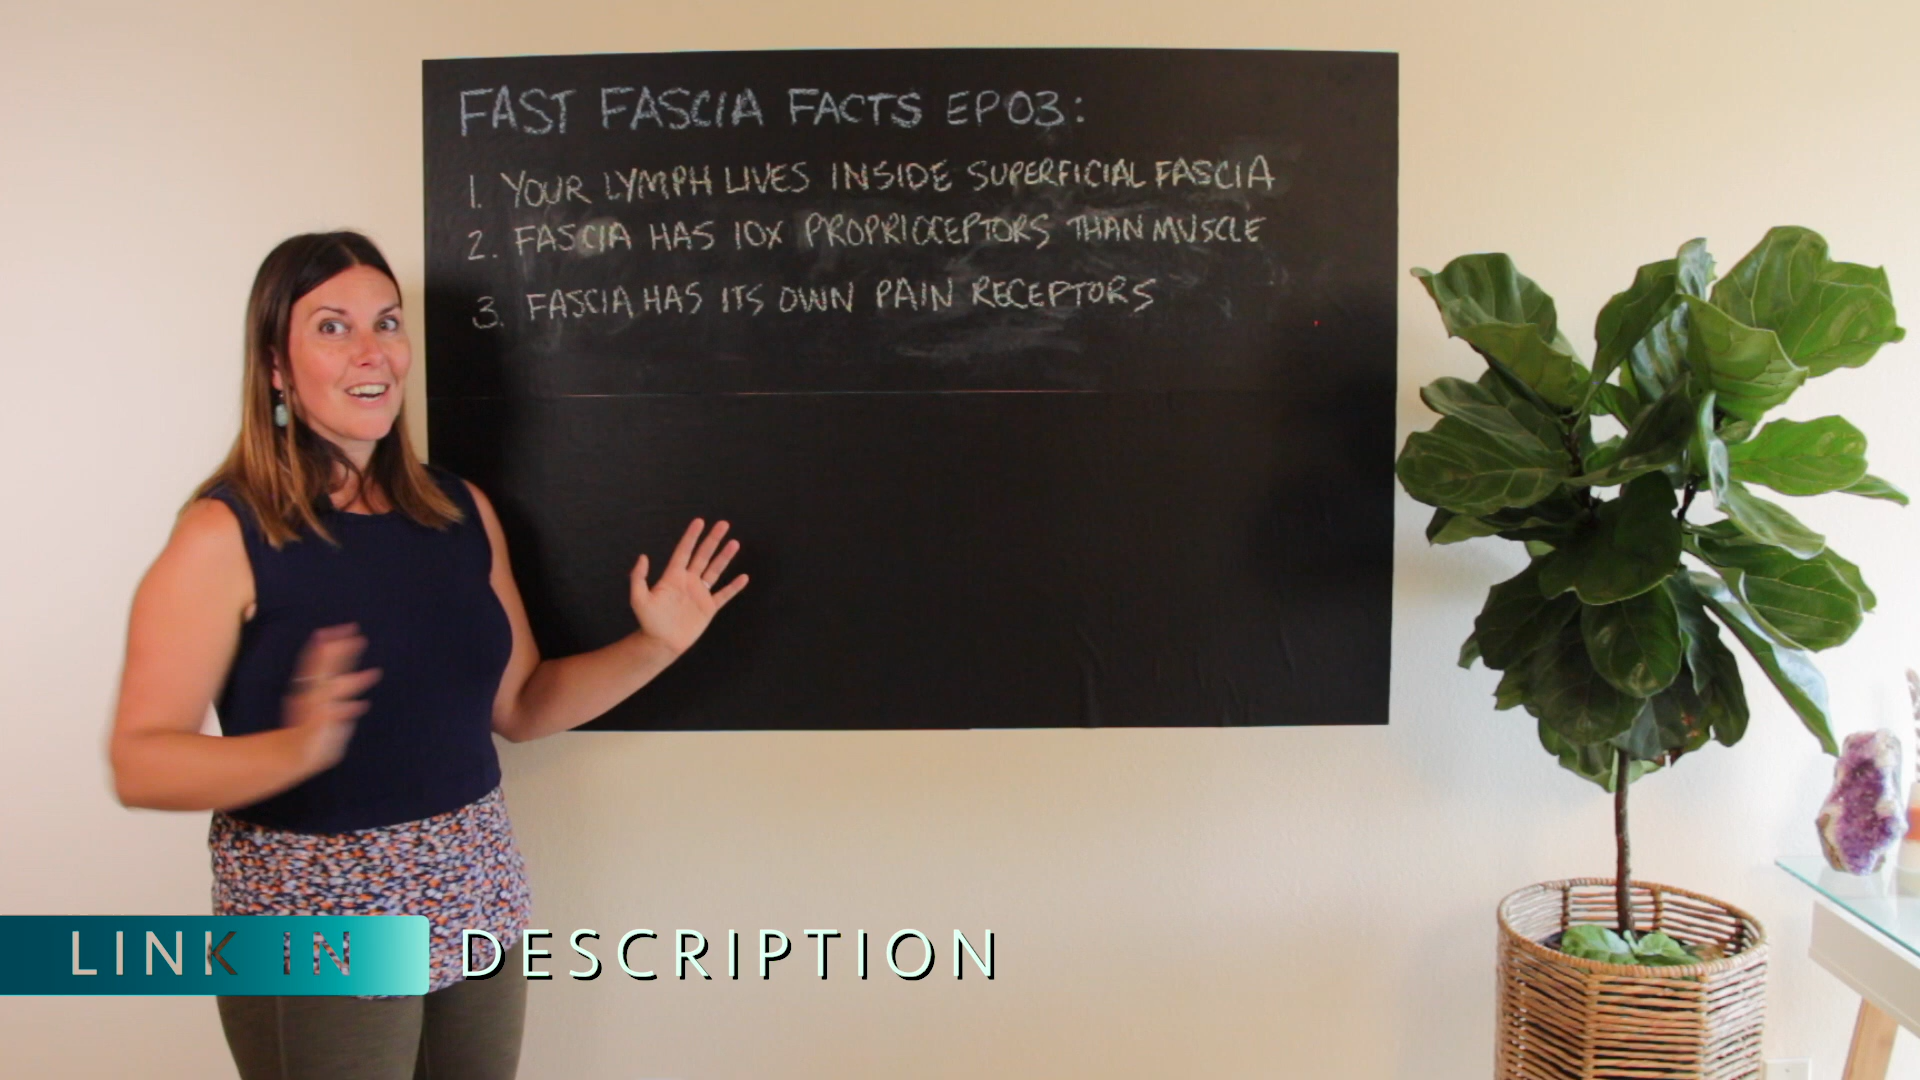 FAST FASCIA FACTS EP03:
1. YOUR LYMPH LIVES INSIDE SUPERFICIAL FASCIA
2. FASCIA HAS 10X PROPRIOCEPTORS THAN MUSCLE
3. FASCIA HAS ITS OWN PAIN RECEPTORS
LINK IN DESCRIPTION